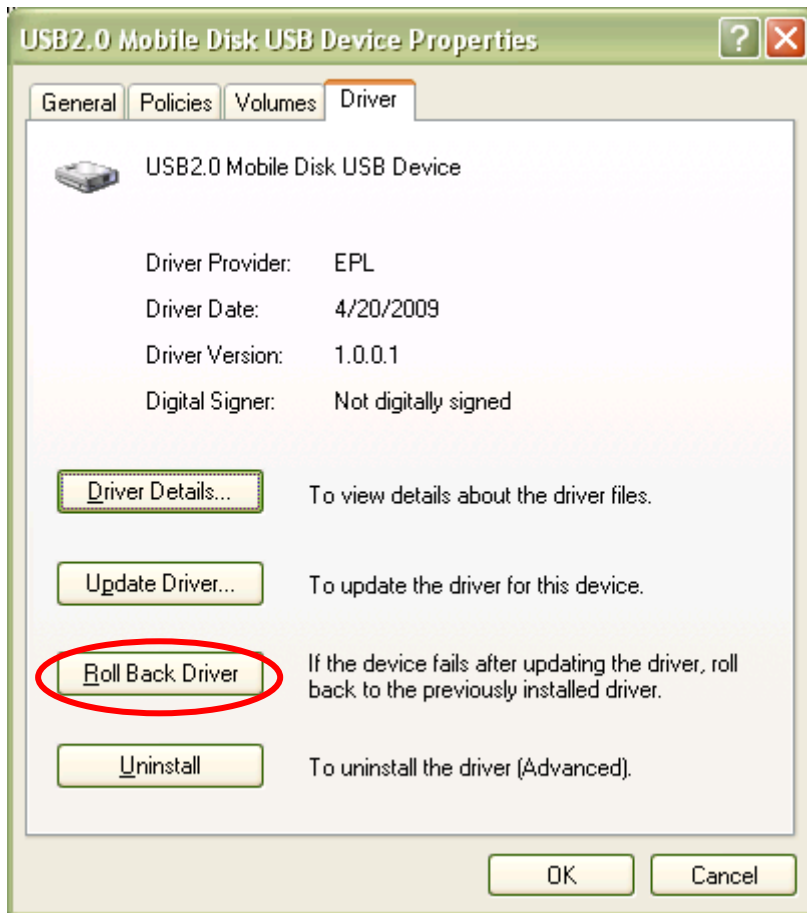 USB2.0 Mobile Disk USB Device Properties
General Policies Volumes Driver
USB2.0 Mobile Disk USB Device
Driver Provider: EPL
Driver Date: 4/20/2009
Driver Version: 1.0.0.1
Digital Signer: Not digitally signed
Driver Details... To view details about the driver files.
Update Driver... To update the driver for this device.
Roll Back Driver If the device fails after updating the driver, roll
back to the previously installed driver.
Uninstall To uninstall the driver (Advanced).
OK Cancel